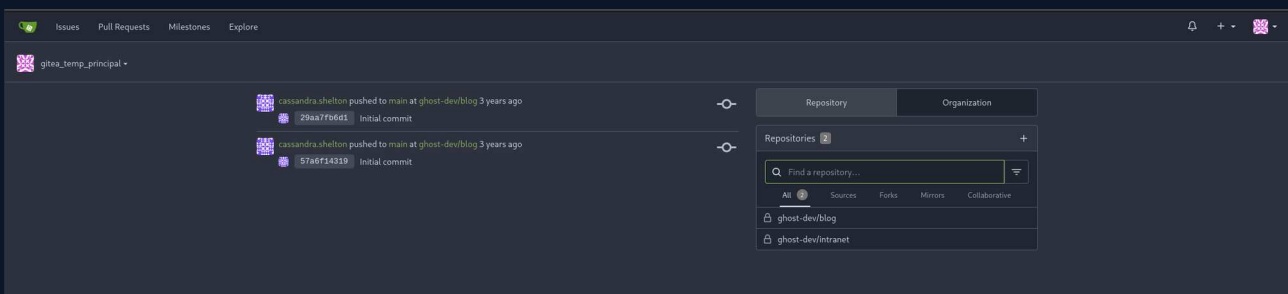 Issues Pull Requests Milestones Explore
gitea_temp_principal
cassandra.shelton pushed to main at ghost-dev/blog 3 years ago
29aa7fb6d1 Initial commit
cassandra.shelton pushed to main at ghost-dev/blog 3 years ago
57a6f14319 Initial commit
Repository Organization
Repositories 2
Find a repository...
All 2 Sources Forks Mirrors Collaborative
ghost-dev/blog
ghost-dev/intranet